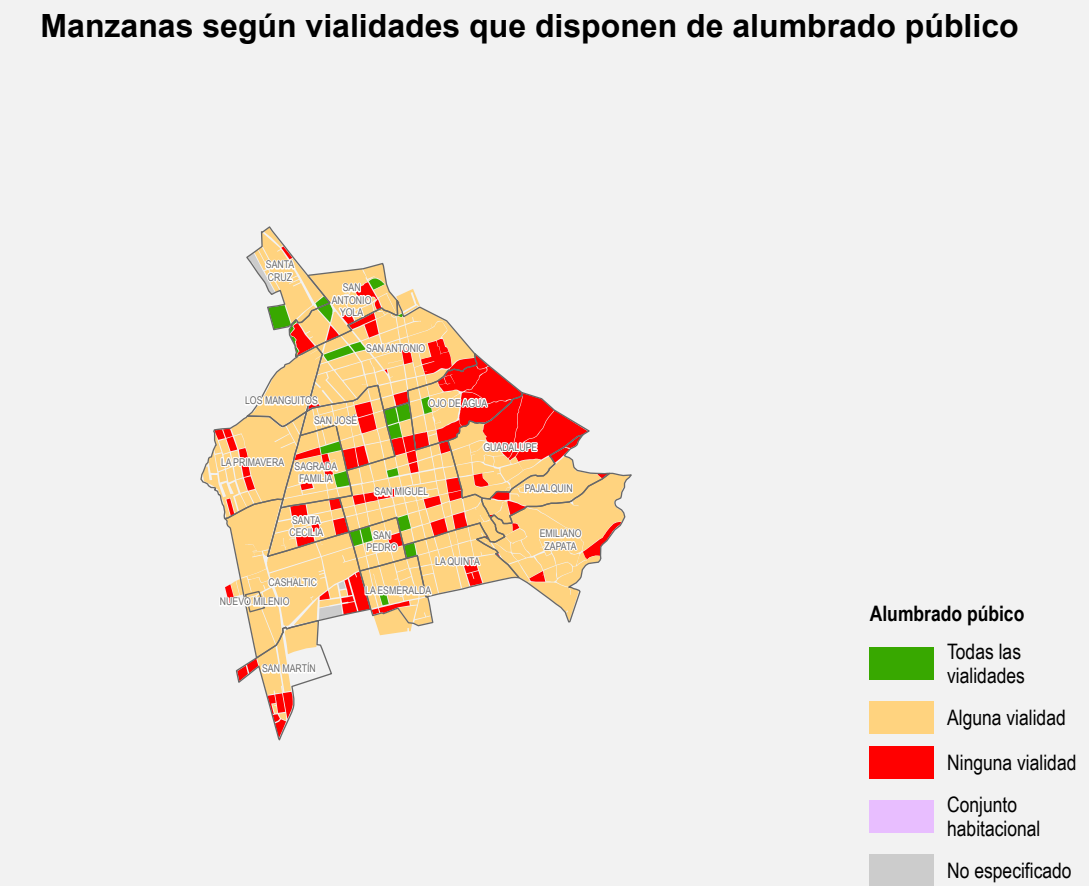 Manzanas según vialidades que disponen de alumbrado público
SANTA
CRUZ
SAN
ANTONIO
YOLA
SAN ANTONIO
LOS MANGUITOS
OJO DE AGUA
SAN JOSÉ
GUADALUPE
LA PRIMAVERA
SAGRADA
FAMILIA
SAN MIGUEL
PAJALQUIN
SANTA
CECILIA
SAN
PEDRO
EMILIANO
ZAPATA
LA QUINTA
CASHALTIC
LA ESMERALDA
NUEVO MILENIO
SAN MARTÍN
Alumbrado púbico
Todas las
vialidades
Alguna vialidad
Ninguna vialidad
Conjunto
habitacional
No especificado